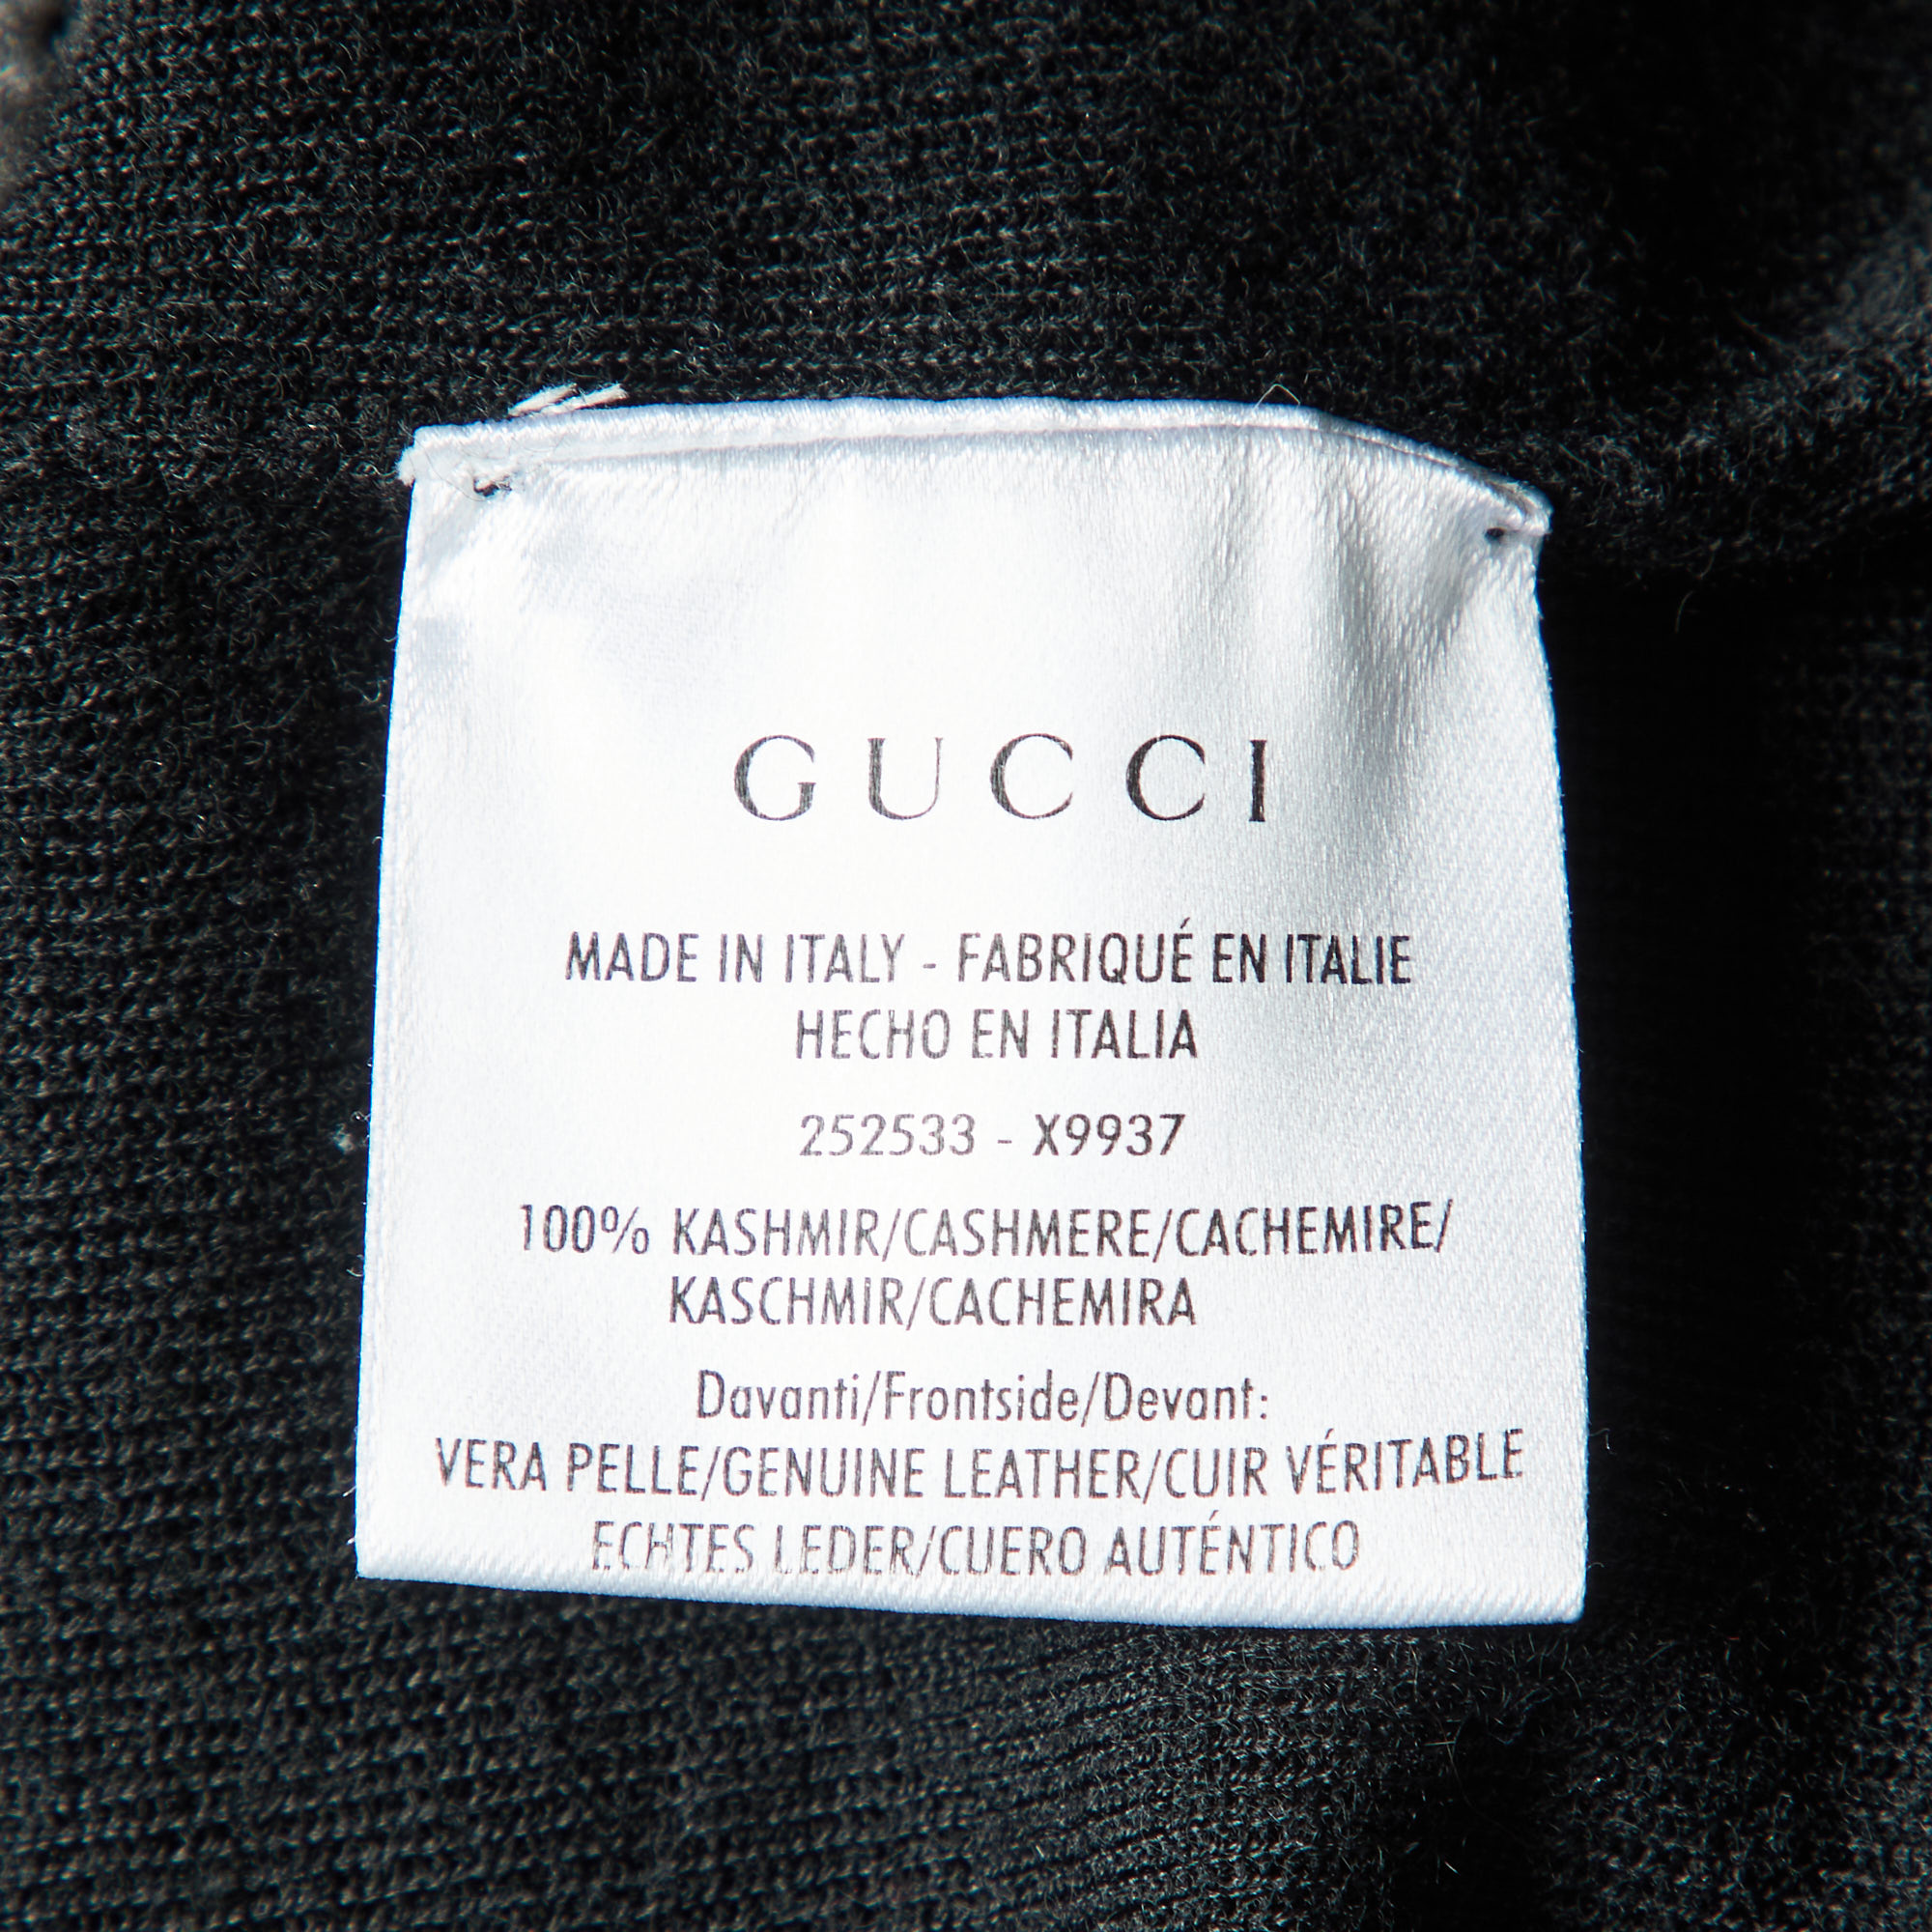 GUCCI
MADE IN ITALY - FABRIQUÉ EN ITALIE
HECHO EN ITALIA
252533 - X9937
100% KASHMIR/CASHMERE/CACHEMIRE/
KASCHMIR/CACHEMIRA
Davanti/Frontside/Devant:
VERA PELLE/GENUINE LEATHER/CUIR VÉRITABLE
ECHTES LEDER/CUERO AUTÉNTICO